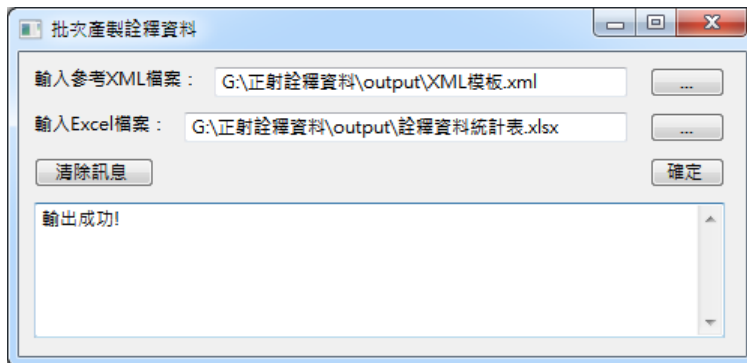 批次產製詮釋資料
輸入參考XML檔案： G:\正射詮釋資料\output\XML模板.xml ...
輸入Excel檔案： G:\正射詮釋資料\output\詮釋資料統計表.xlsx ...
清除訊息 確定
輸出成功!